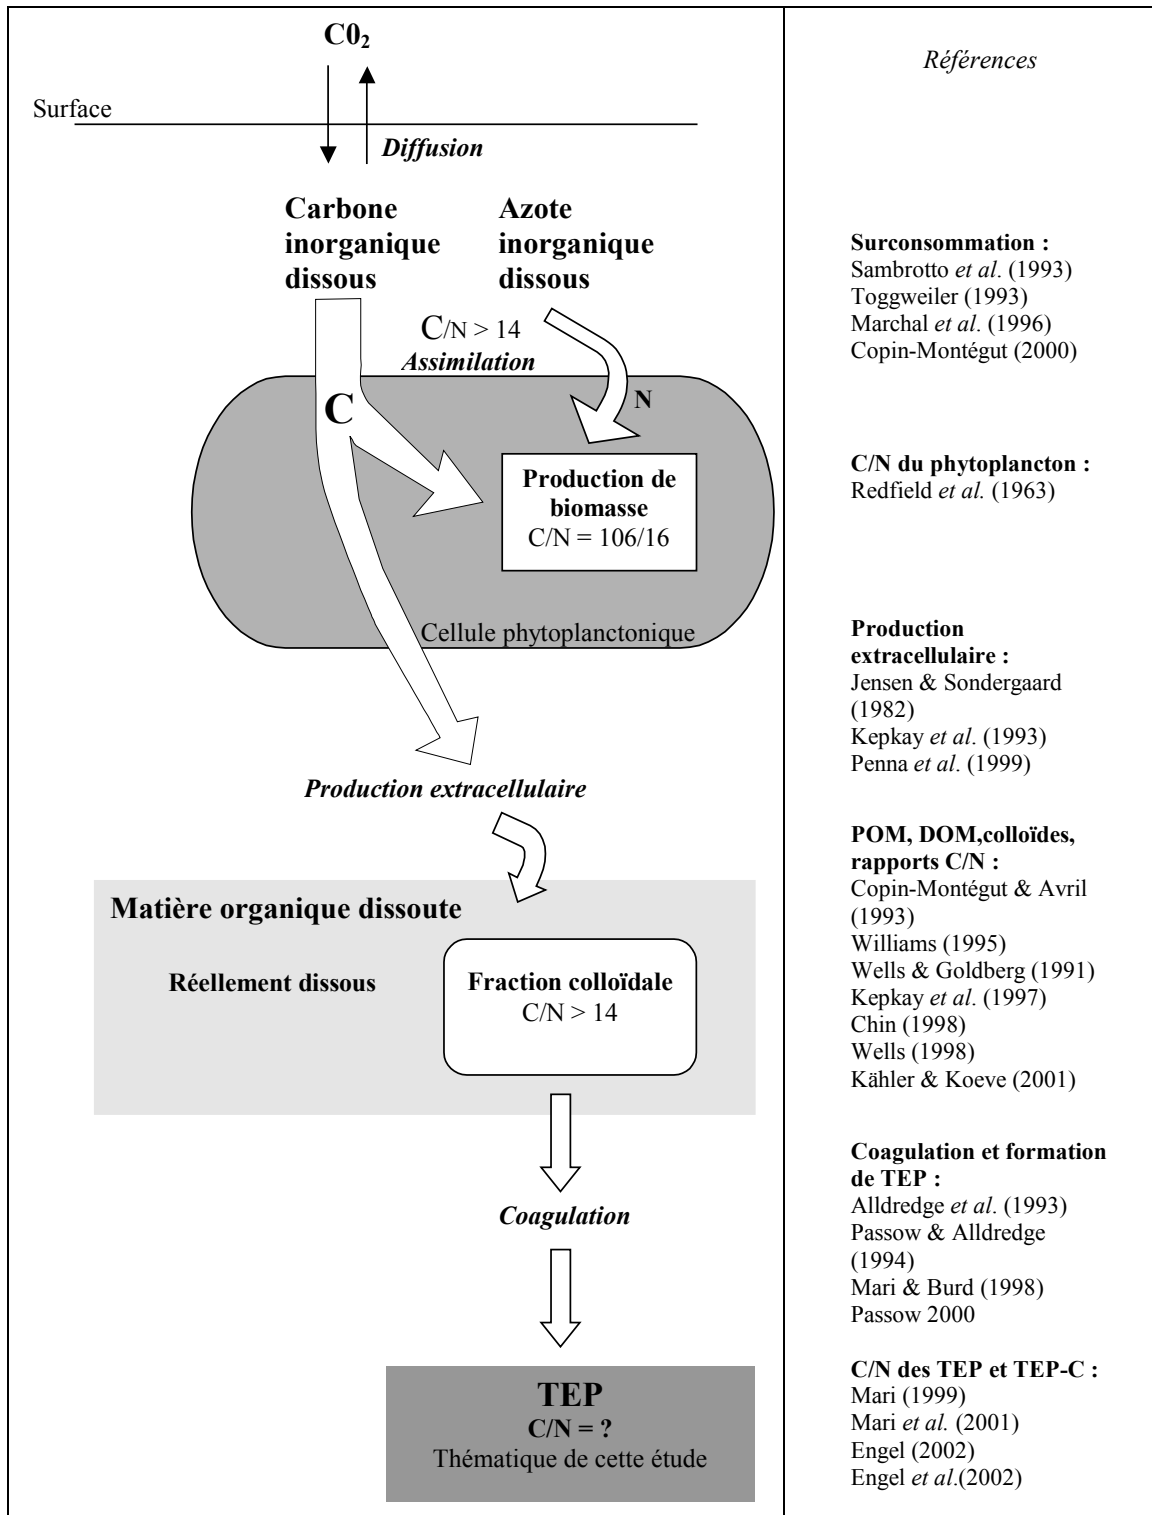 C0₂
Surface
Diffusion
Carbone
inorganique
dissous
Azote
inorganique
dissous
C/N > 14
Assimilation
C
N
Production de
biomasse
C/N = 106/16
Cellule phytoplanctonique
Production extracellulaire
Matière organique dissoute
Réellement dissous
Fraction colloïdale
C/N > 14
Coagulation
TEP
C/N = ?
Thématique de cette étude
Références
Surconsommation :
Sambrotto et al. (1993)
Toggweiler (1993)
Marchal et al. (1996)
Copin-Montégut (2000)
C/N du phytoplancton :
Redfield et al. (1963)
Production
extracellulaire :
Jensen & Sondergaard
(1982)
Kepkay et al. (1993)
Penna et al. (1999)
POM, DOM,colloïdes,
rapports C/N :
Copin-Montégut & Avril
(1993)
Williams (1995)
Wells & Goldberg (1991)
Kepkay et al. (1997)
Chin (1998)
Wells (1998)
Kähler & Koeve (2001)
Coagulation et formation
de TEP :
Alldredge et al. (1993)
Passow & Alldredge
(1994)
Mari & Burd (1998)
Passow 2000
C/N des TEP et TEP-C :
Mari (1999)
Mari et al. (2001)
Engel (2002)
Engel et al.(2002)